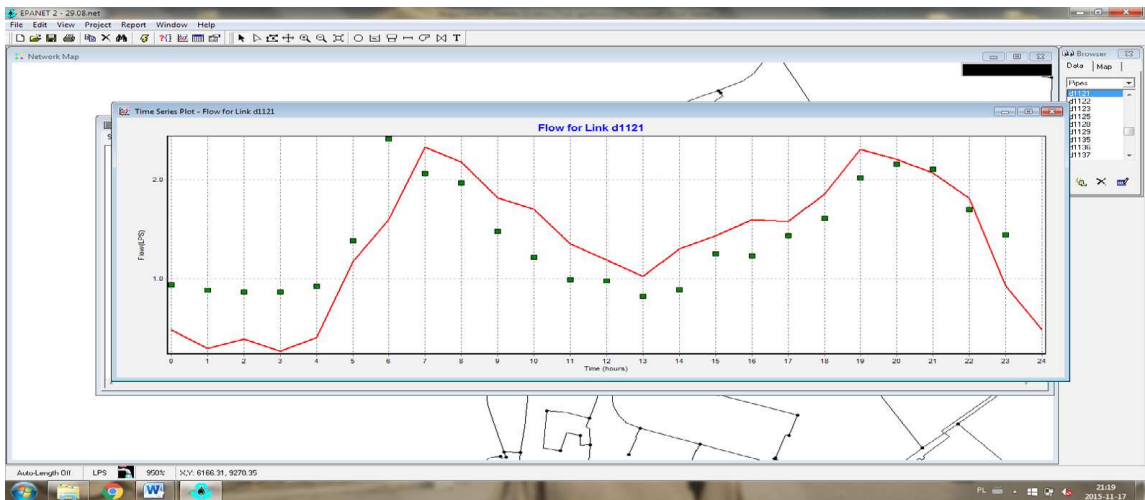 EPANET 2 - 29.08.net
File Edit View Project Report Window Help
?{}
T
Network Map
Browser
Data Map
Pipes
d1121
d1122
d1123
d1125
d1128
d1129
d1135
d1136
d1137
Time Series Plot - Flow for Link d1121
Flow for Link d1121
Flow(LPS)
2.0
1.0
0 1 2 3 4 5 6 7 8 9 10 11 12 13 14 15 16 17 18 19 20 21 22 23 24
Time (hours)
Auto-Length Off LPS 950% X,Y: 6166.31, 9270.35
W
PL
21:19
2015-11-17